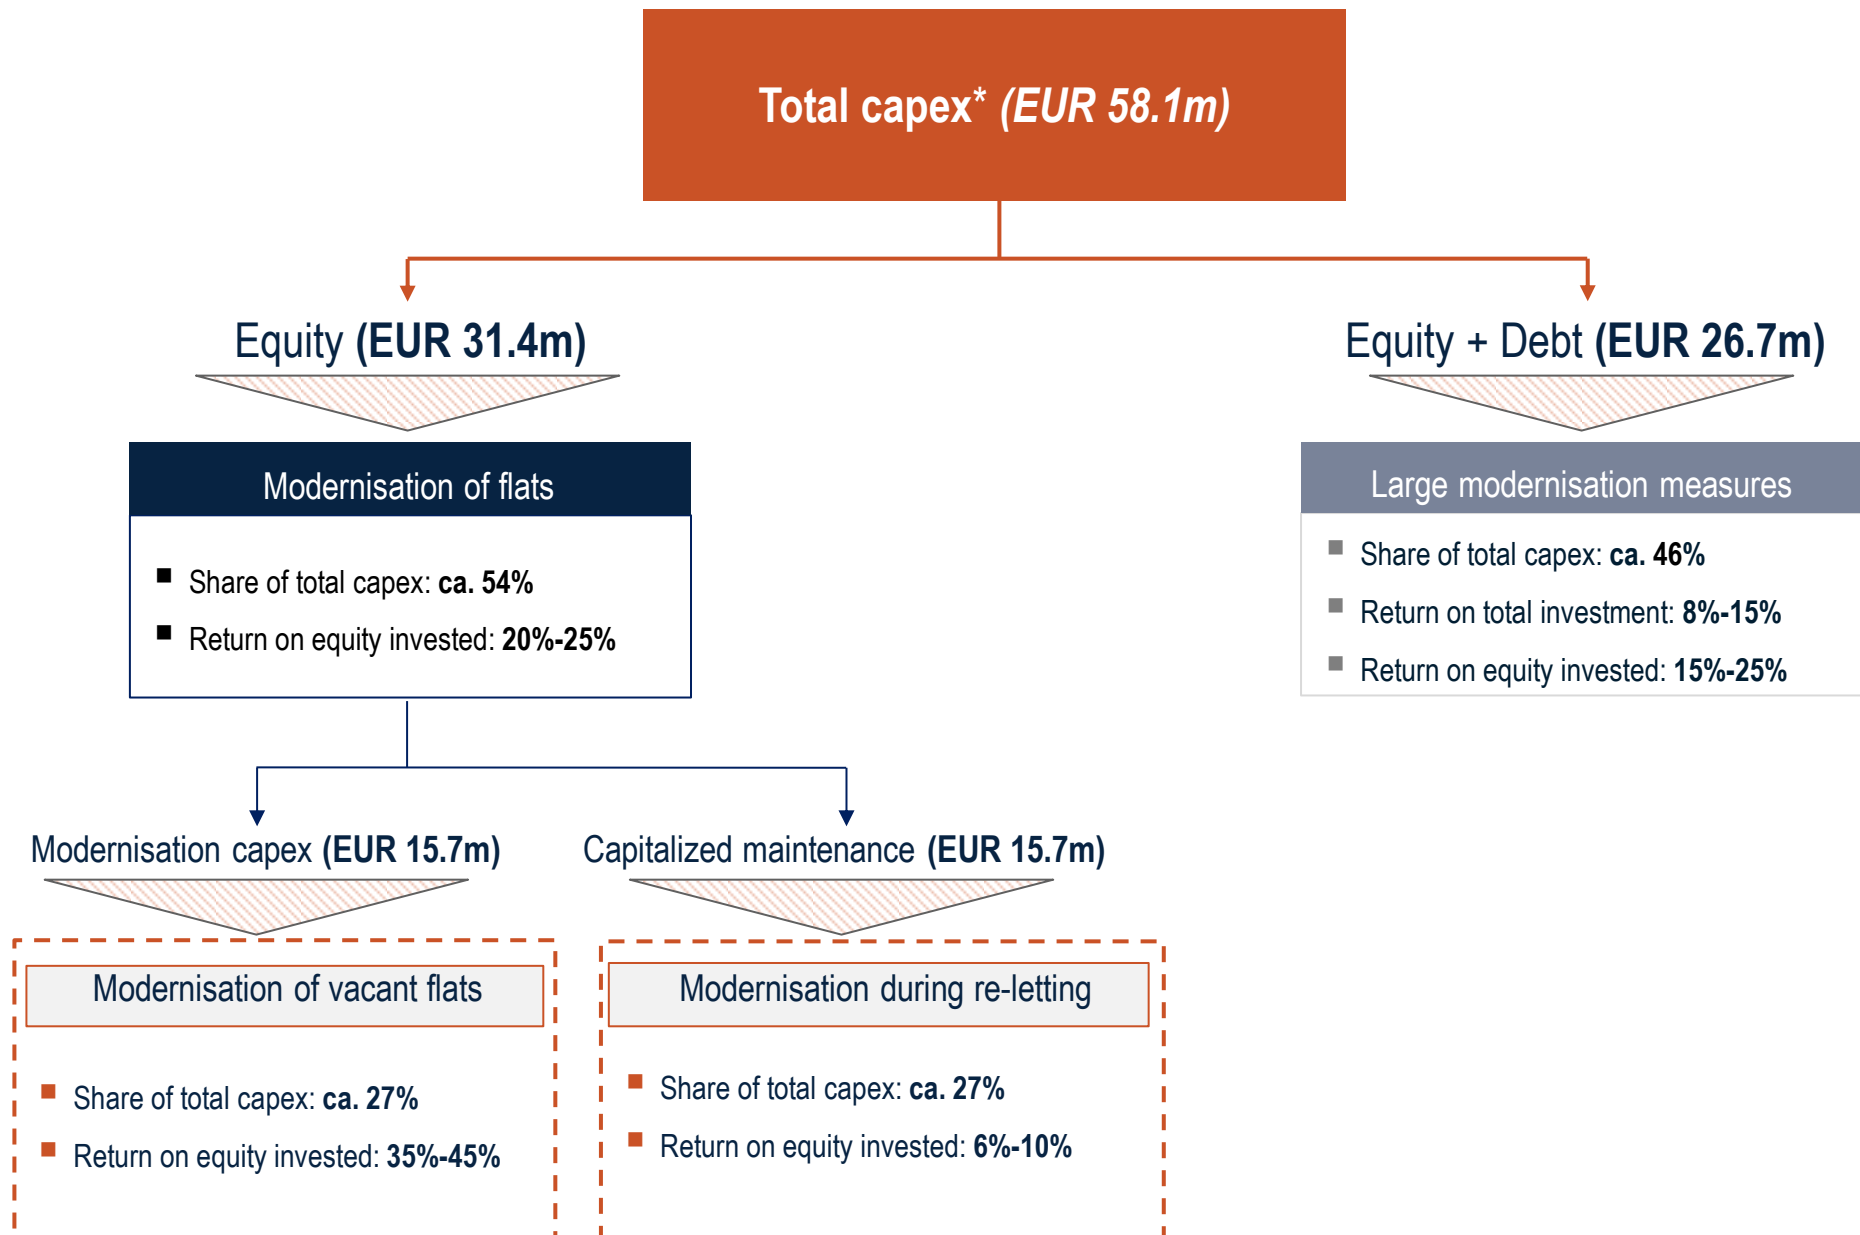 Total capex* (EUR 58.1m)
Equity (EUR 31.4m)
Equity + Debt (EUR 26.7m)
Modernisation of flats
Share of total capex: ca. 54%
Return on equity invested: 20%-25%
Large modernisation measures
Share of total capex: ca. 46%
Return on total investment: 8%-15%
Return on equity invested: 15%-25%
Modernisation capex (EUR 15.7m)
Capitalized maintenance (EUR 15.7m)
Modernisation of vacant flats
Share of total capex: ca. 27%
Return on equity invested: 35%-45%
Modernisation during re-letting
Share of total capex: ca. 27%
Return on equity invested: 6%-10%